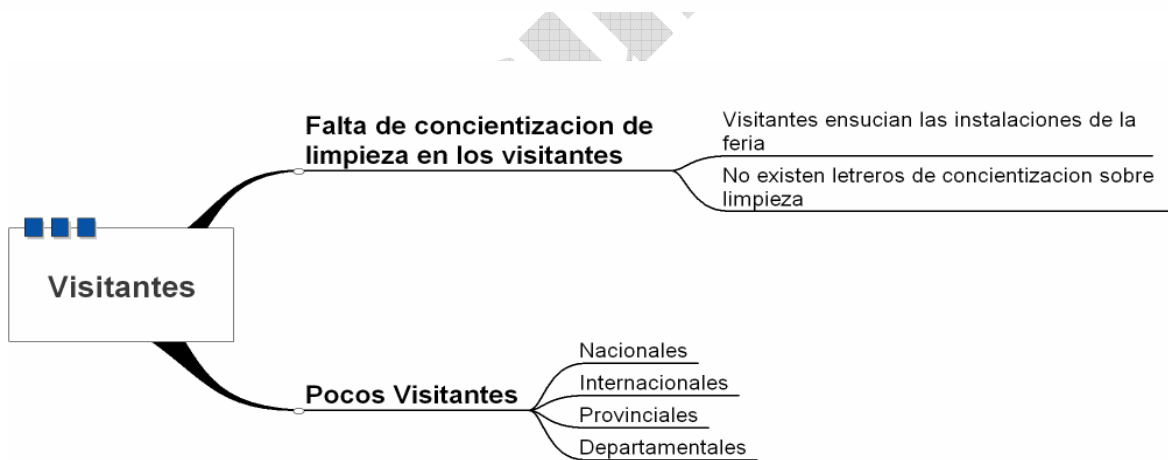 Falta de concientizacion de
limpieza en los visitantes
Visitantes ensucian las instalaciones de la
feria
No existen letreros de concientizacion sobre
limpieza
Visitantes
Pocos Visitantes
Nacionales
Internacionales
Provinciales
Departamentales